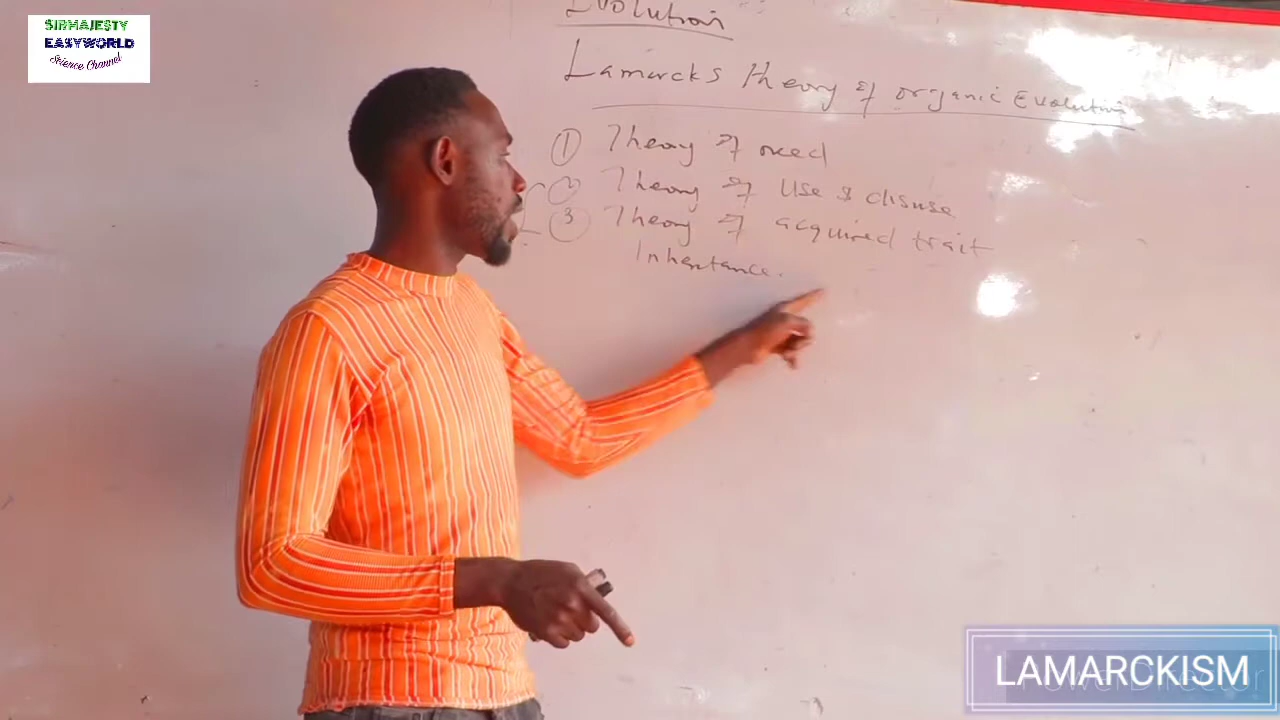 SIRMAJESTY
EASYWORLD
Science Channel
Evolution
Lamarcks Theory of organic Evolution
① Theory of need
② Theory of Use & disuse
③ Theory of acquired trait
Inheritance.
LAMARCKISM
PowerDirector